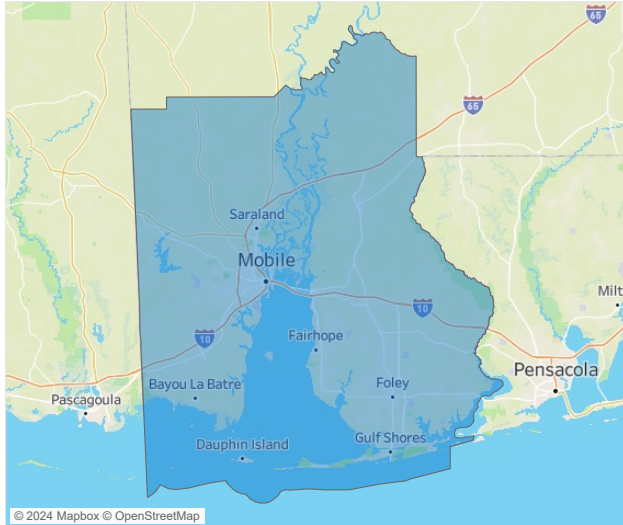 65
65
Saraland
Mobile
Milt
10
10
Fairhope
Pensacola
Bayou La Batre
Foley
Pascagoula
Dauphin Island
Gulf Shores
© 2024 Mapbox © OpenStreetMap